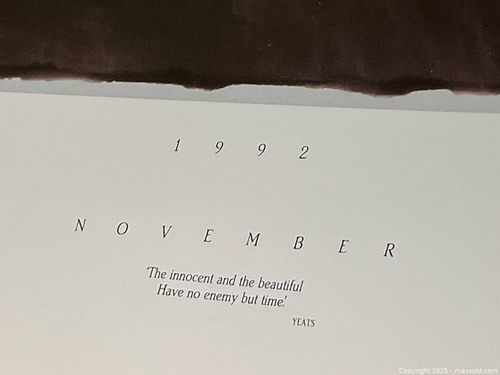 1 9 9 2
N O V E M B E R
'The innocent and the beautiful
Have no enemy but time.'
YEATS
Copyright 2025 - maxsold.com